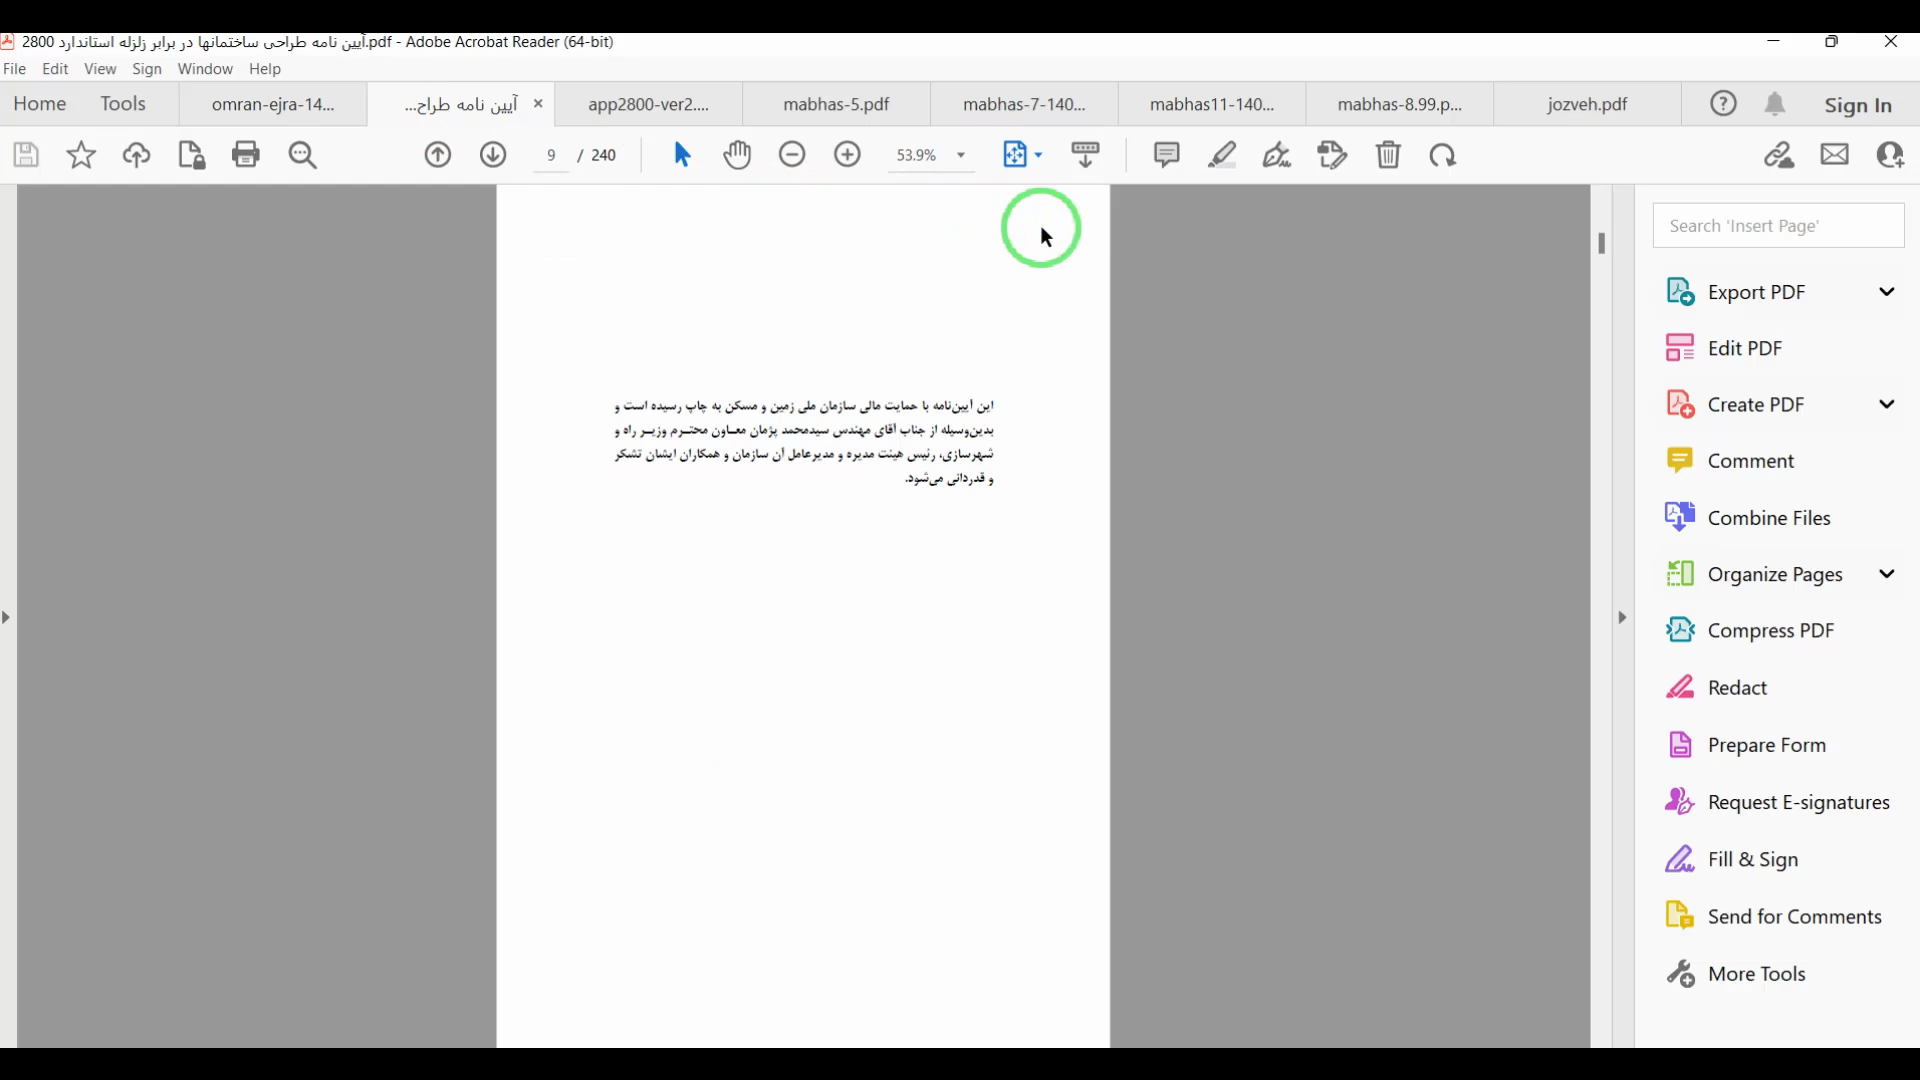 آیین نامه طراحی ساختمانها در برابر زلزله استاندارد 2800.pdf - Adobe Acrobat Reader (64-bit)
File Edit View Sign Window Help
Home Tools omran-ejra-14... آیین نامه طراح... × app2800-ver2.... mabhas-5.pdf mabhas-7-140... mabhas11-140... mabhas-8.99.p... jozveh.pdf ? Sign In
9 / 240 53.9%
Search 'Insert Page'
Export PDF
Edit PDF
Create PDF
این آیین‌نامه با حمایت مالی سازمان ملی زمین و مسکن به چاپ رسیده است و
بدین‌وسیله از جناب آقای مهندس سیدمحمد پژمان معـاون محتـرم وزیـر راه و
شهرسازی، رئیس هیئت مدیره و مدیرعامل آن سازمان و همکاران ایشان تشکر
و قدردانی می‌شود.
Comment
Combine Files
Organize Pages
Compress PDF
Redact
Prepare Form
Request E-signatures
Fill & Sign
Send for Comments
More Tools